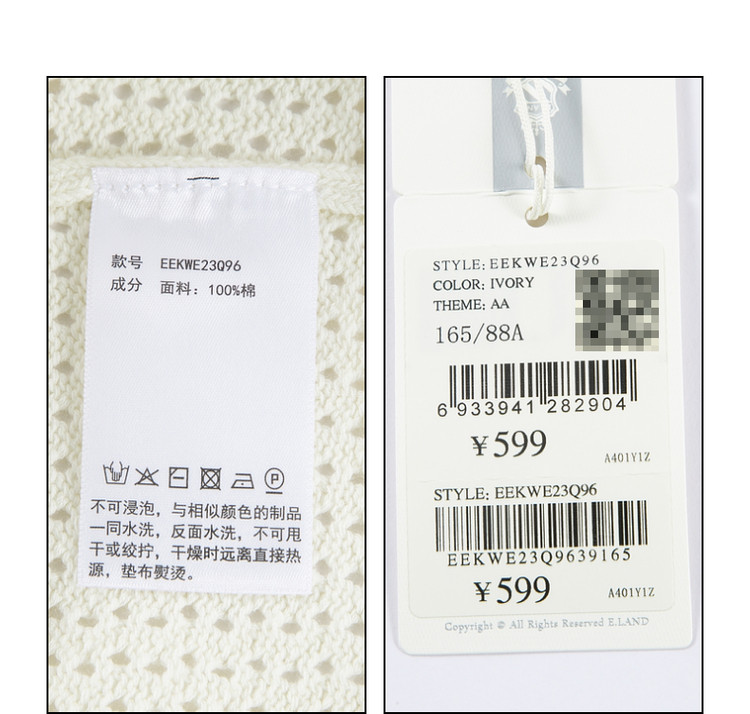 款号 EEKWE23Q96
成分 面料：100%棉
P
不可浸泡，与相似颜色的制品
一同水洗，反面水洗，不可甩
干或绞拧，干燥时远离直接热
源，垫布熨烫。
STYLE: EEKWE23Q96
COLOR: IVORY
THEME: AA
165/88A
6 933941 282904
¥599
A401Y1Z
STYLE: EEKWE23Q96
EEKWE23Q9639165
¥599
A401Y1Z
Copyright © All Rights Reserved E.LAND